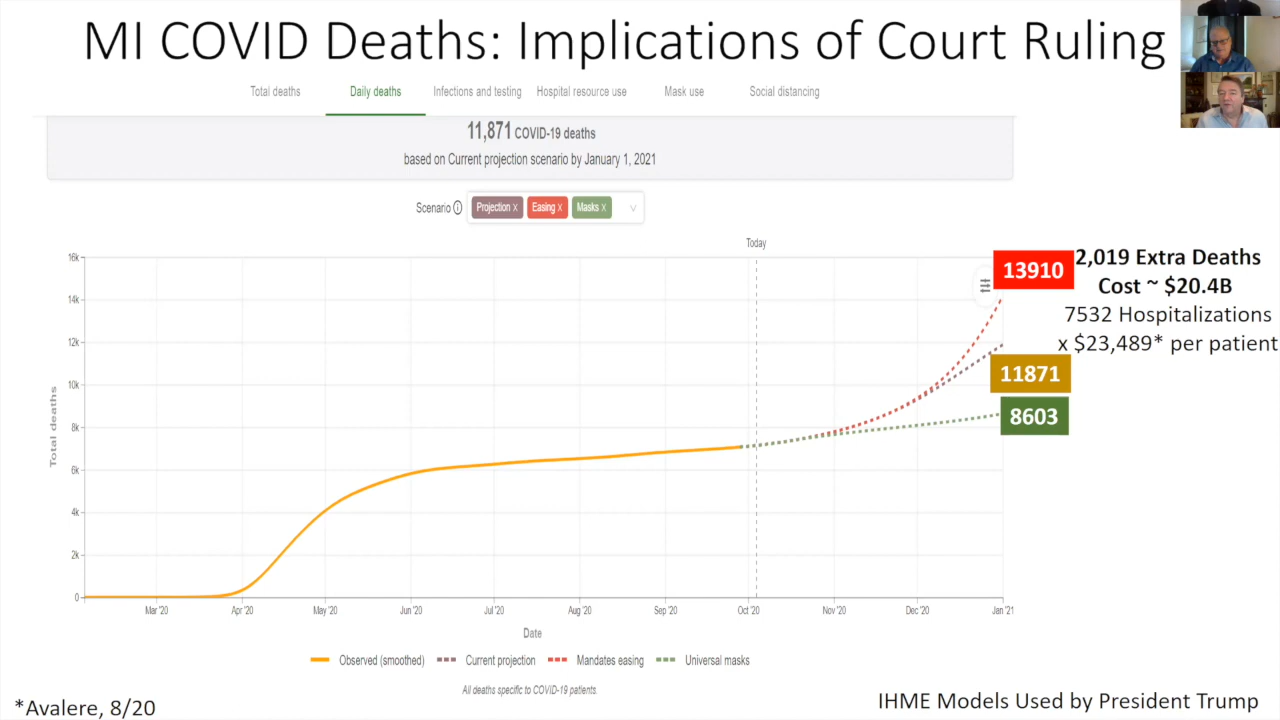 MI COVID Deaths: Implications of Court Ruling
Total deaths Daily deaths Infections and testing Hospital resource use Mask use Social distancing
11,871 COVID-19 deaths
based on Current projection scenario by January 1, 2021
Scenario Projection x Easing x Masks x
Today
16k
14k
12k
10k
8k
6k
4k
2k
0
Total deaths
13910
11871
8603
2,019 Extra Deaths
Cost ~ $20.4B
7532 Hospitalizations
x $23,489* per patient
Mar '20 Apr '20 May '20 Jun '20 Jul '20 Aug '20 Sep '20 Oct '20 Nov '20 Dec '20 Jan '21
Date
Observed (smoothed) Current projection Mandates easing Universal masks
All deaths specific to COVID-19 patients.
*Avalere, 8/20
IHME Models Used by President Trump